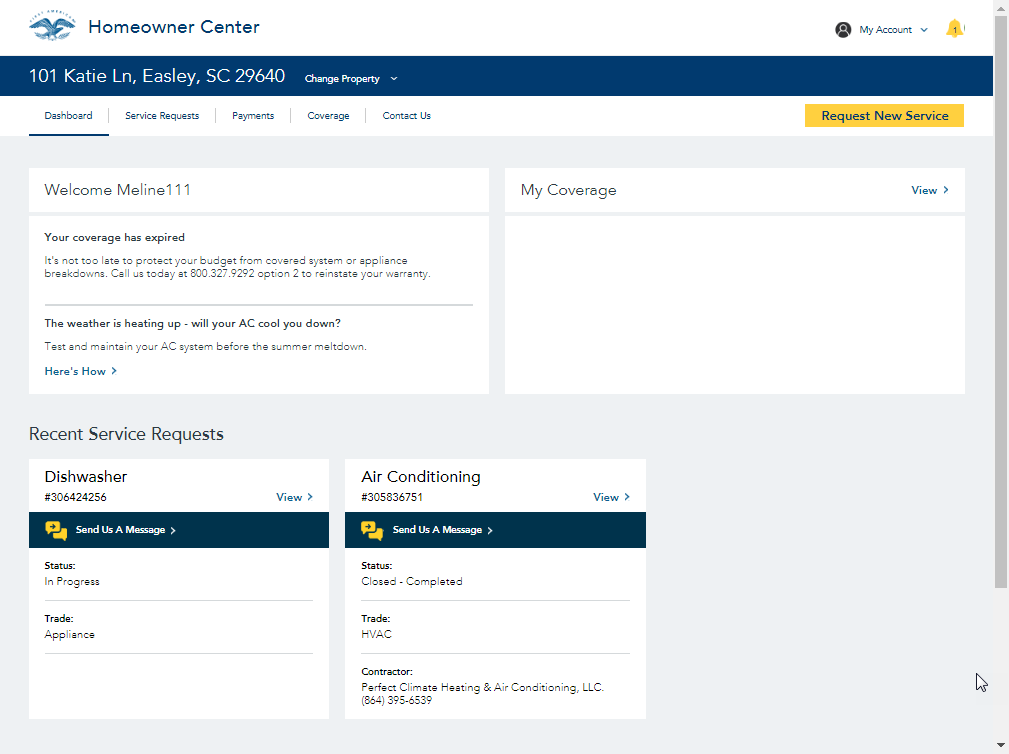 FIRST AMERICAN
Homeowner Center
My Account
1
101 Katie Ln, Easley, SC 29640
Change Property
Dashboard
Service Requests
Payments
Coverage
Contact Us
Request New Service
Welcome Meline111
My Coverage
View
Your coverage has expired
It's not too late to protect your budget from covered system or appliance
breakdowns. Call us today at 800.327.9292 option 2 to reinstate your warranty.
The weather is heating up - will your AC cool you down?
Test and maintain your AC system before the summer meltdown.
Here's How
Recent Service Requests
Dishwasher
#306424256
View
Send Us A Message
Status:
In Progress
Trade:
Appliance
Air Conditioning
#305836751
View
Send Us A Message
Status:
Closed - Completed
Trade:
HVAC
Contractor:
Perfect Climate Heating & Air Conditioning, LLC.
(864) 395-6539